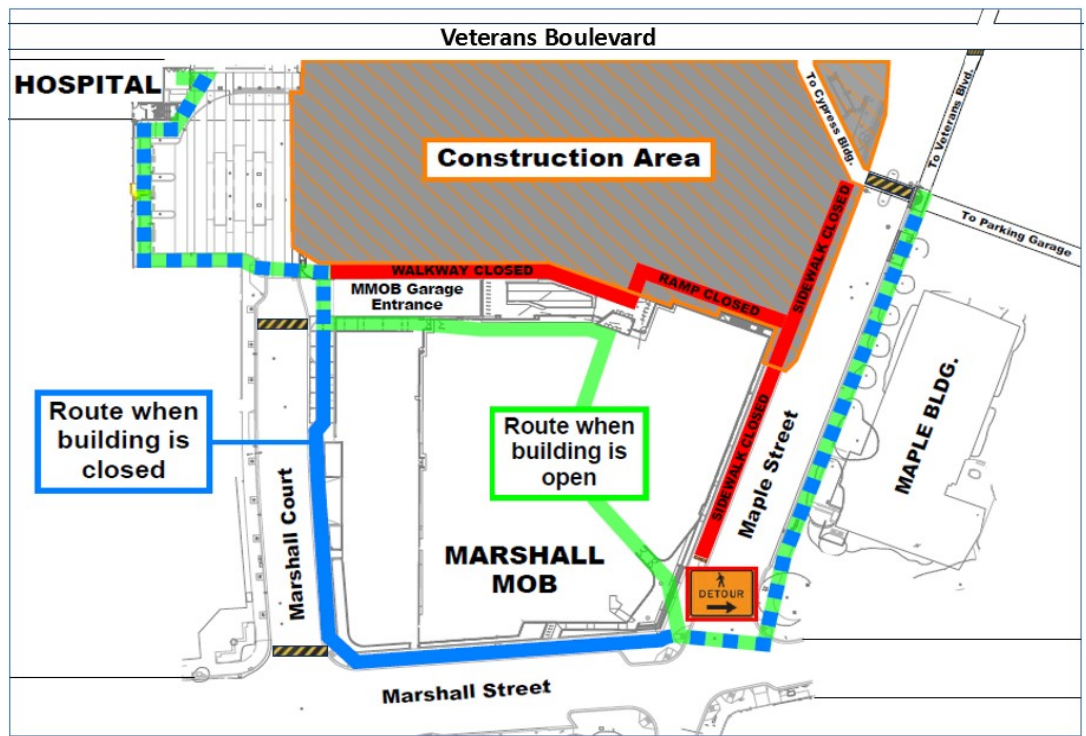 Veterans Boulevard
HOSPITAL
To Cypress Bldg.
To Veterans Blvd.
Construction Area
To Parking Garage
WALKWAY CLOSED
RAMP CLOSED
SIDEWALK CLOSED
MMOB Garage
Entrance
Route when
building is
closed
Route when
building is
open
SIDEWALK CLOSED
Maple Street
MAPLE BLDG.
Marshall Court
MARSHALL
MOB
DETOUR
Marshall Street